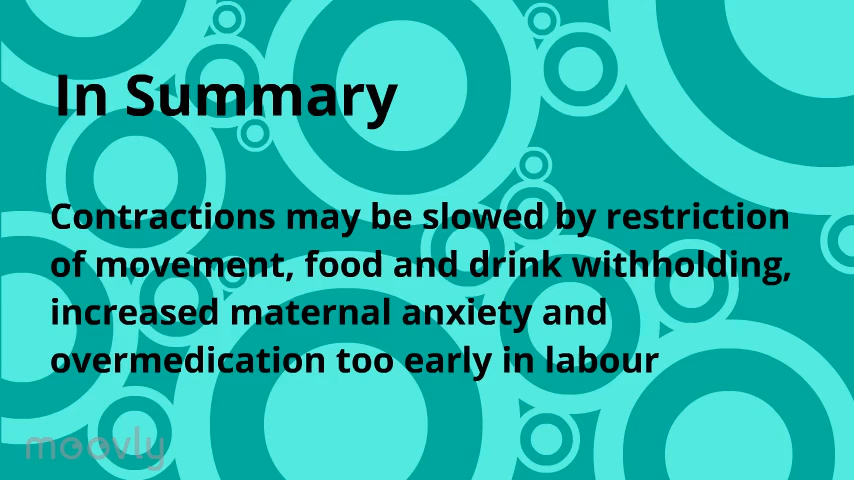 In Summary
Contractions may be slowed by restriction
of movement, food and drink withholding,
increased maternal anxiety and
overmedication too early in labour
moovly